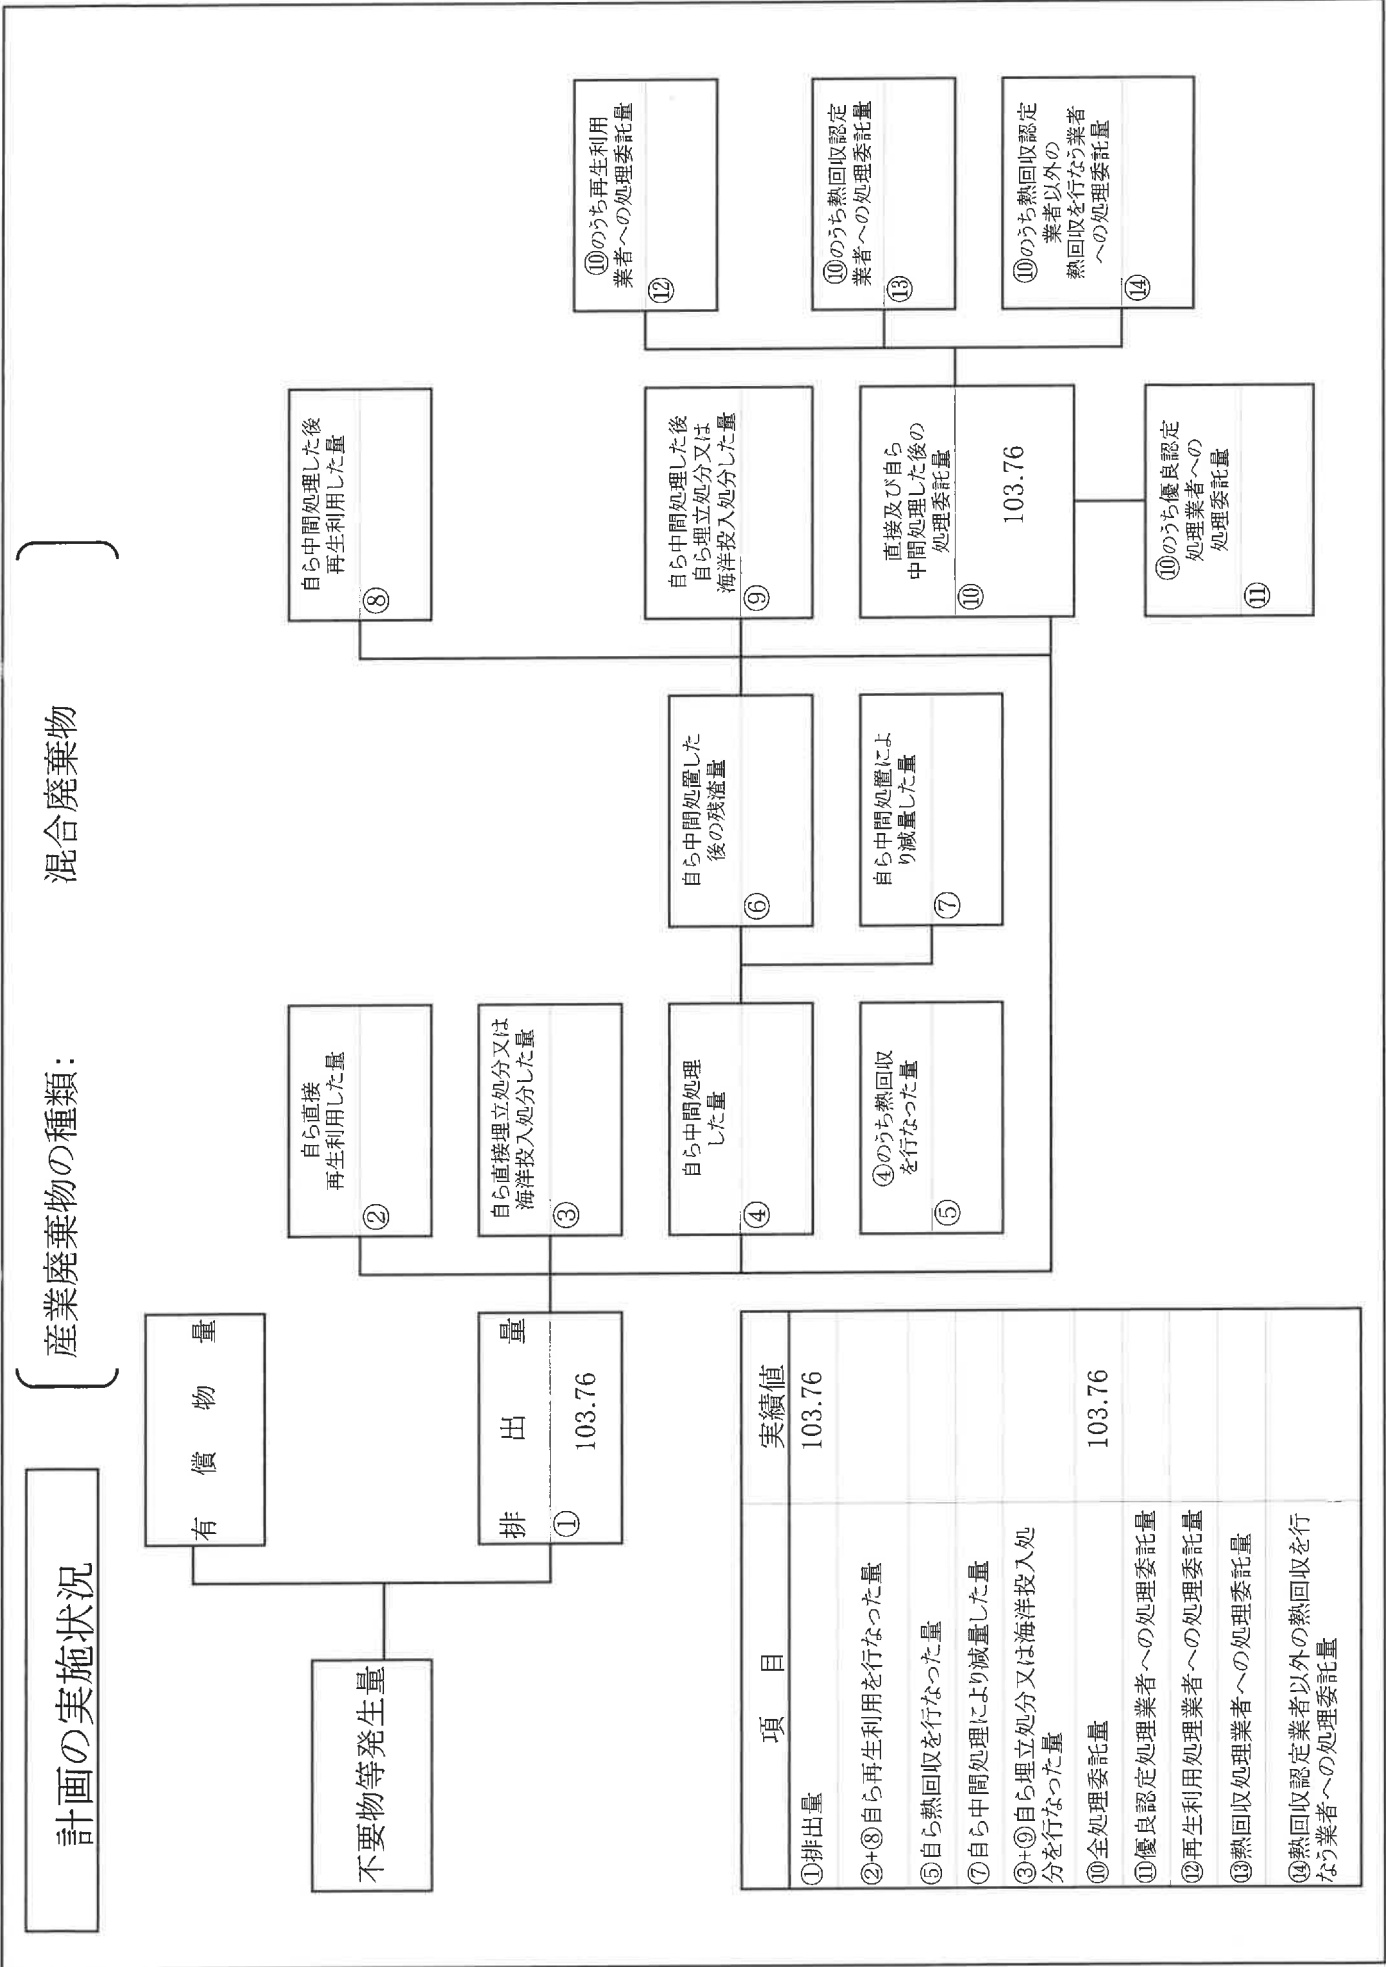 計画の実施状況
産業廃棄物の種類: 混合廃棄物
不要物等発生量
有償物量
排出量
①
103.76
自ら直接
再生利用した量
②
自ら直接埋立処分又は
海洋投入処分した量
③
自ら中間処理
した量
④
④のうち熱回収
を行なった量
⑤
自ら中間処置した
後の残渣量
⑥
自ら中間処置によ
り減量した量
⑦
自ら中間処理した後
再生利用した量
⑧
自ら中間処理した後
自ら埋立処分又は
海洋投入処分した量
⑨
直接及び自ら
中間処理した後の
処理委託量
⑩
103.76
⑩のうち優良認定
処理業者への
処理委託量
⑪
⑩のうち再生利用
業者への処理委託量
⑫
⑩のうち熱回収認定
業者への処理委託量
⑬
⑩のうち熱回収認定
業者以外の
熱回収を行なう業者
への処理委託量
⑭
項目 実績値
①排出量 103.76
②+⑧自ら再生利用を行なった量
⑤自ら熱回収を行なった量
⑦自ら中間処理により減量した量
③+⑨自ら埋立処分又は海洋投入処
分を行なった量
⑩全処理委託量 103.76
⑪優良認定処理業者への処理委託量
⑫再生利用処理業者への処理委託量
⑬熱回収処理業者への処理委託量
⑭熱回収認定業者以外の熱回収を行
なう業者への処理委託量